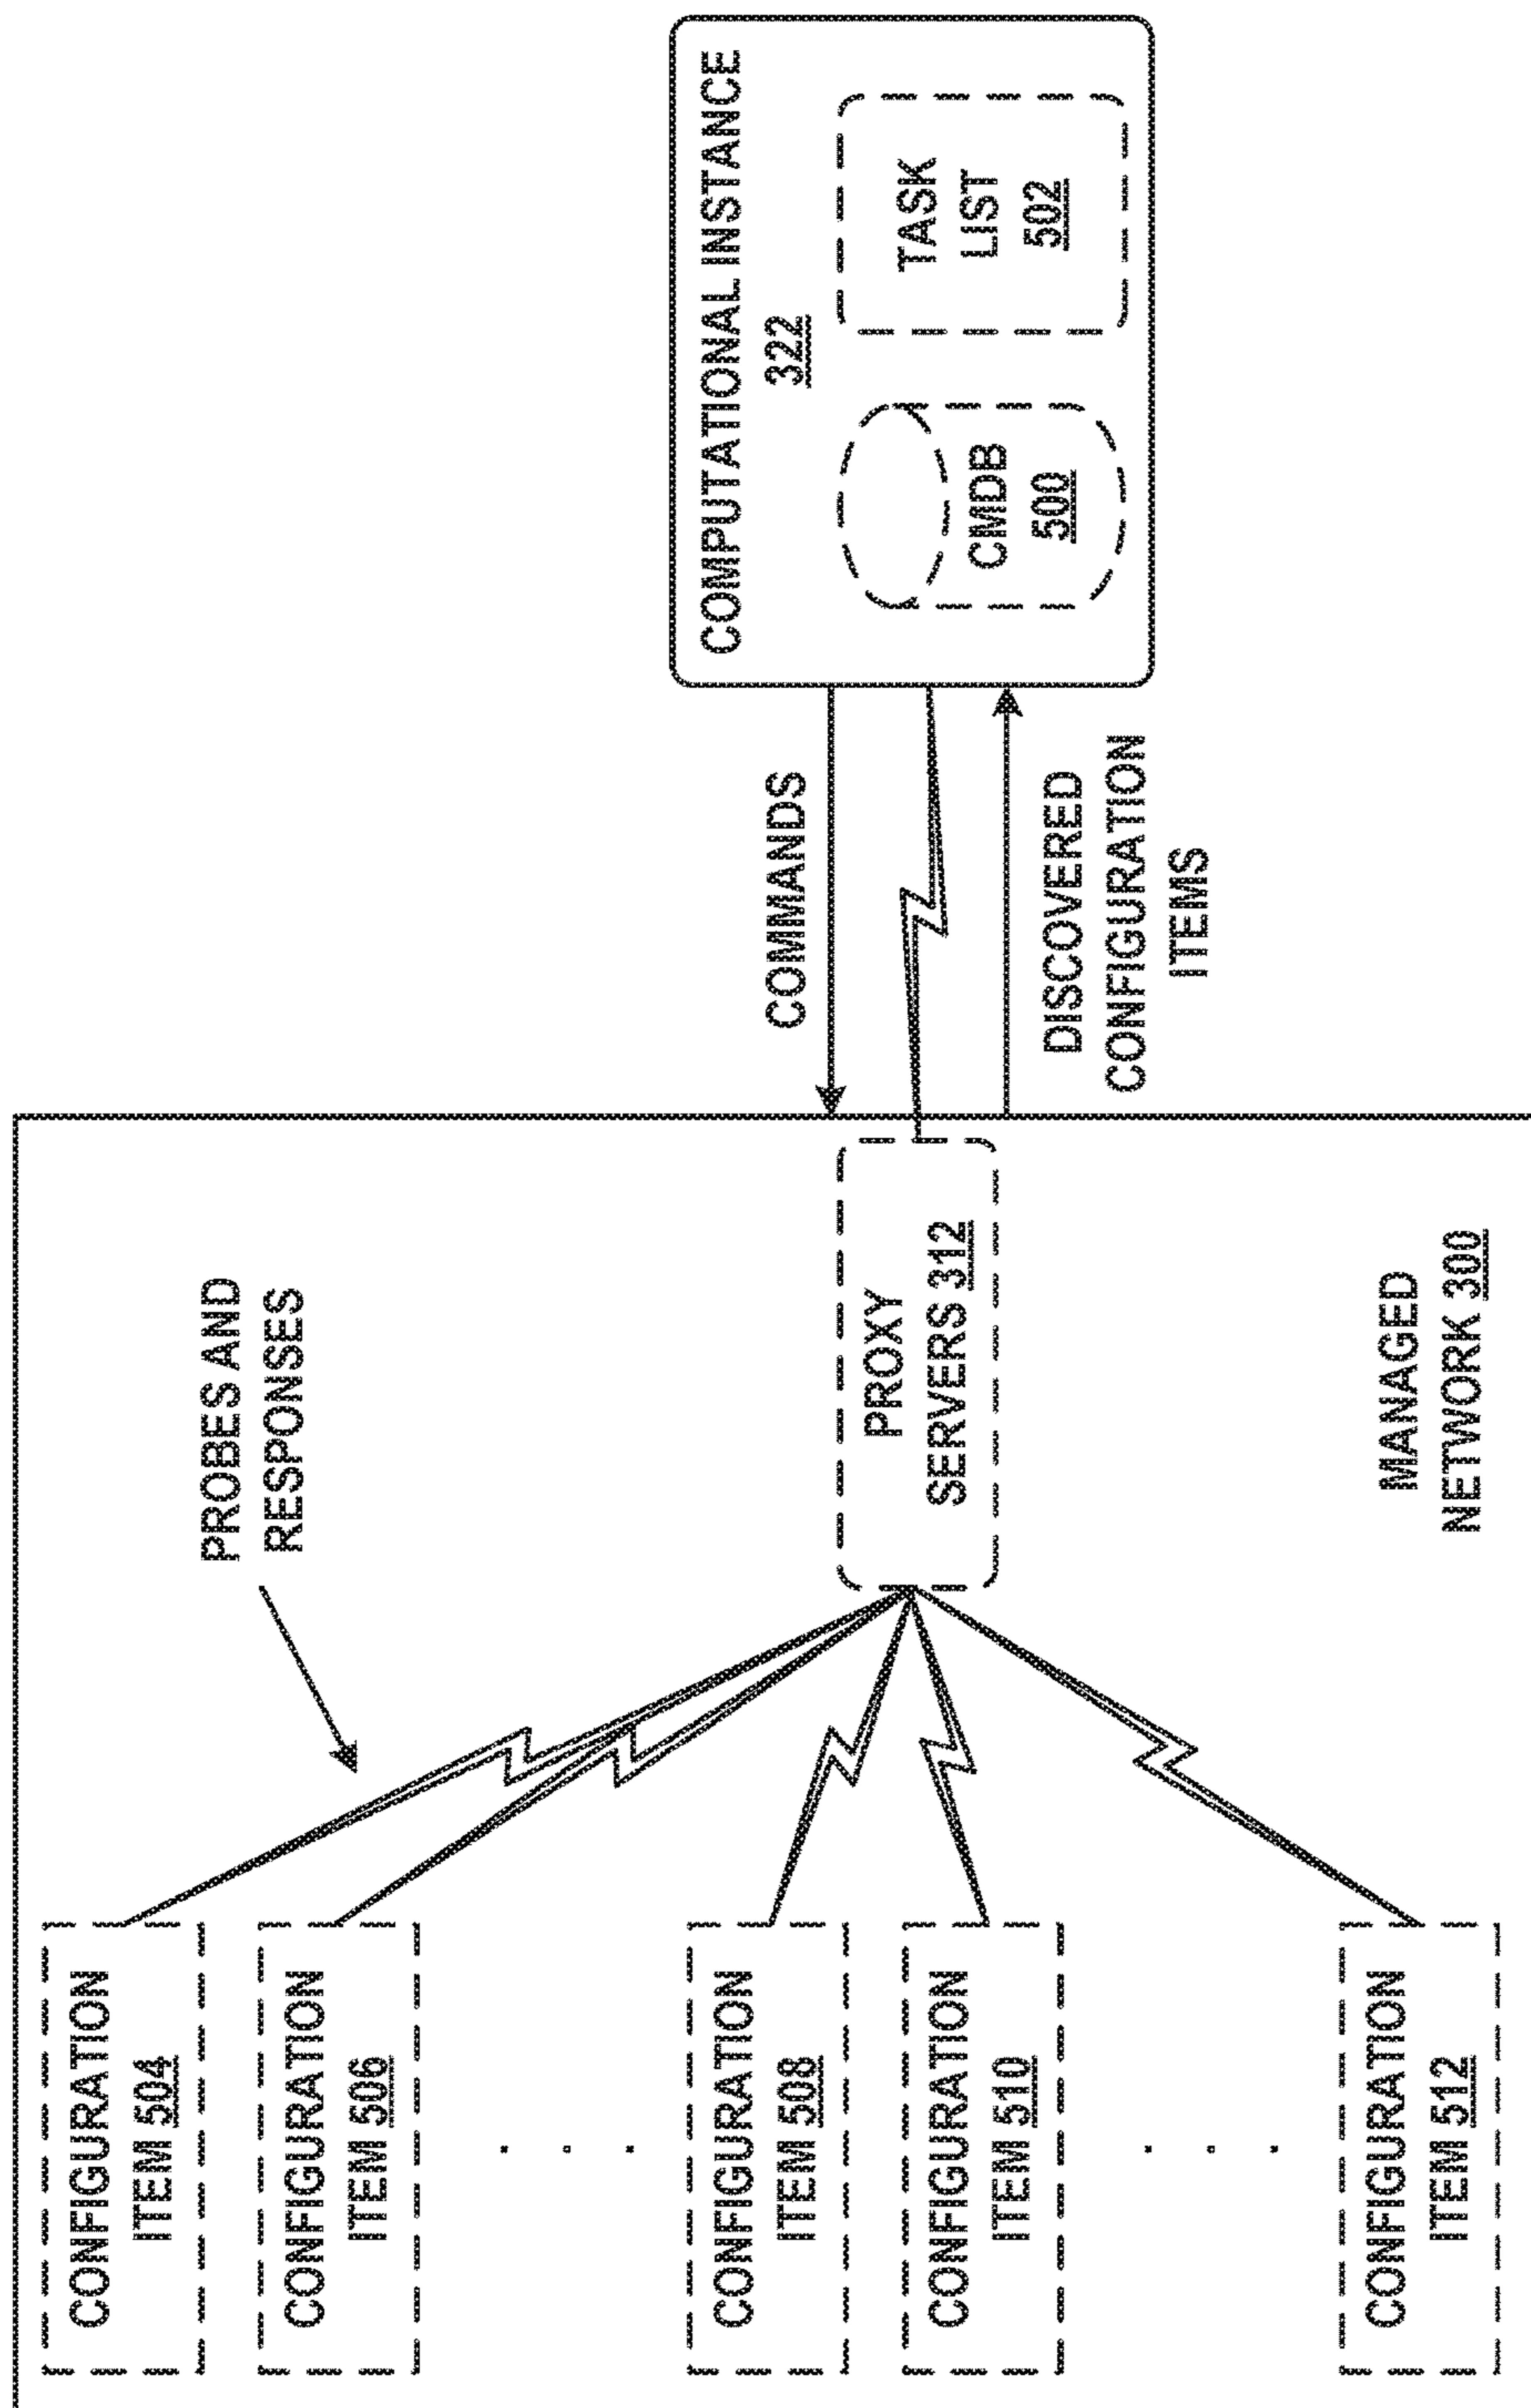 CONFIGURATION
ITEM 504
CONFIGURATION
ITEM 506
CONFIGURATION
ITEM 508
CONFIGURATION
ITEM 510
CONFIGURATION
ITEM 512
PROBES AND
RESPONSES
PROXY
SERVERS 312
MANAGED
NETWORK 300
COMMANDS
DISCOVERED
CONFIGURATION
ITEMS
COMPUTATIONAL INSTANCE
322
CMDB
500
TASK
LIST
502